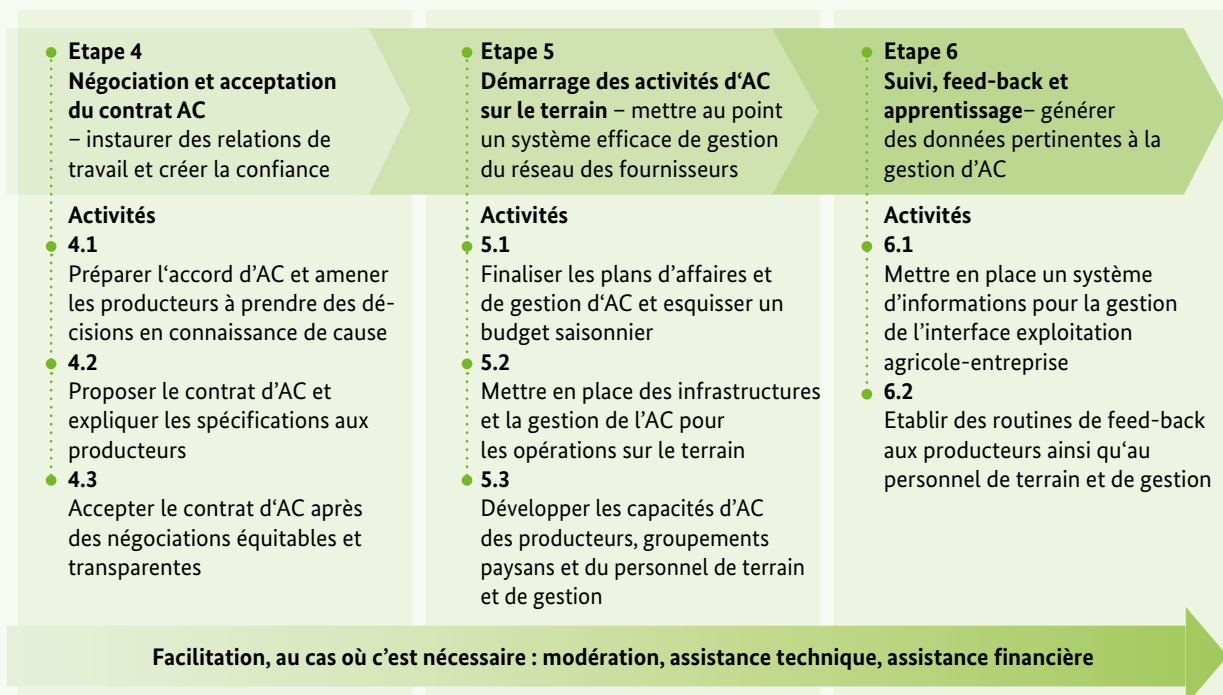 Etape 4
Négociation et acceptation
du contrat AC
– instaurer des relations de
travail et créer la confiance
Activités
4.1
Préparer l‘accord d’AC et amener
les producteurs à prendre des dé-
cisions en connaissance de cause
4.2
Proposer le contrat d’AC et
expliquer les spécifications aux
producteurs
4.3
Accepter le contrat d‘AC après
des négociations équitables et
transparentes
Etape 5
Démarrage des activités d‘AC
sur le terrain – mettre au point
un système efficace de gestion
du réseau des fournisseurs
Activités
5.1
Finaliser les plans d’affaires et
de gestion d‘AC et esquisser un
budget saisonnier
5.2
Mettre en place des infrastructures
et la gestion de l’AC pour
les opérations sur le terrain
5.3
Développer les capacités d’AC
des producteurs, groupements
paysans et du personnel de terrain
et de gestion
Etape 6
Suivi, feed-back et
apprentissage– générer
des données pertinentes à la
gestion d’AC
Activités
6.1
Mettre en place un système
d’informations pour la gestion
de l’interface exploitation
agricole-entreprise
6.2
Etablir des routines de feed-back
aux producteurs ainsi qu‘au
personnel de terrain et de gestion
Facilitation, au cas où c’est nécessaire : modération, assistance technique, assistance financière